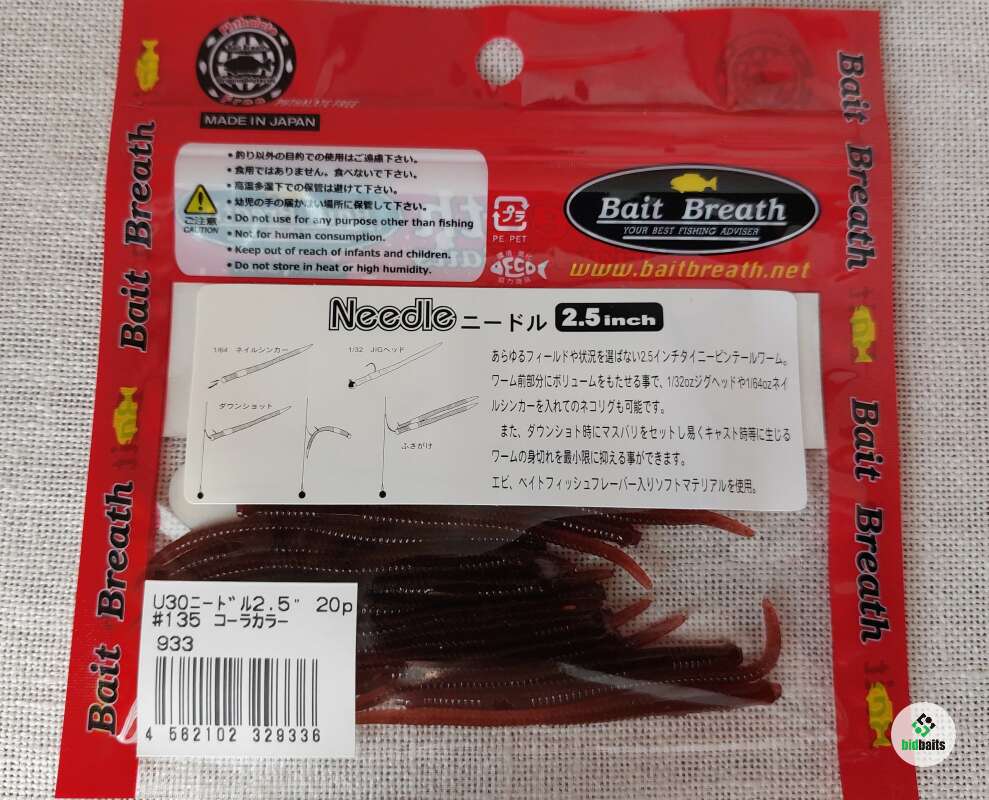 Phthalate
Free
PHTHALATE FREE
MADE IN JAPAN
・釣り以外の目的での使用はご遠慮下さい。
・食用ではありません。食べないで下さい。
・高温多湿下での保管は避けて下さい。
・幼児の手の届かない場所に保管して下さい。
・Do not use for any purpose other than fishing
・Not for human consumption.
・Keep out of reach of infants and children.
・Do not store in heat or high humidity.
ご注意
CAUTION
プラ
PE PET
ECO
Bait Breath
YOUR BEST FISHING ADVISER
www.baitbreath.net
Needle ニードル 2.5inch
1/64 ネイルシンカー
1/32 JIGヘッド
ダウンショット
ふさがけ
あらゆるフィールドや状況を選ばない2.5インチタイニーピンテールワーム。
ワーム前部分にボリュームをもたせる事で、1/32ozジグヘッドや1/64ozネイ
ルシンカーを入れてのネコリグも可能です。
また、ダウンショト時にマスバリをセットし易くキャスト時等に生じる
ワームの身切れを最小限に抑える事ができます。
エビ、ベイトフィッシュフレーバー入りソフトマテリアルを使用。
U30ニードル2.5" 20p
#135 コーラカラー
933
4 582102 329336
Bait Breath
Bait Breath
Bait Breath
Bait Breath
bidbaits